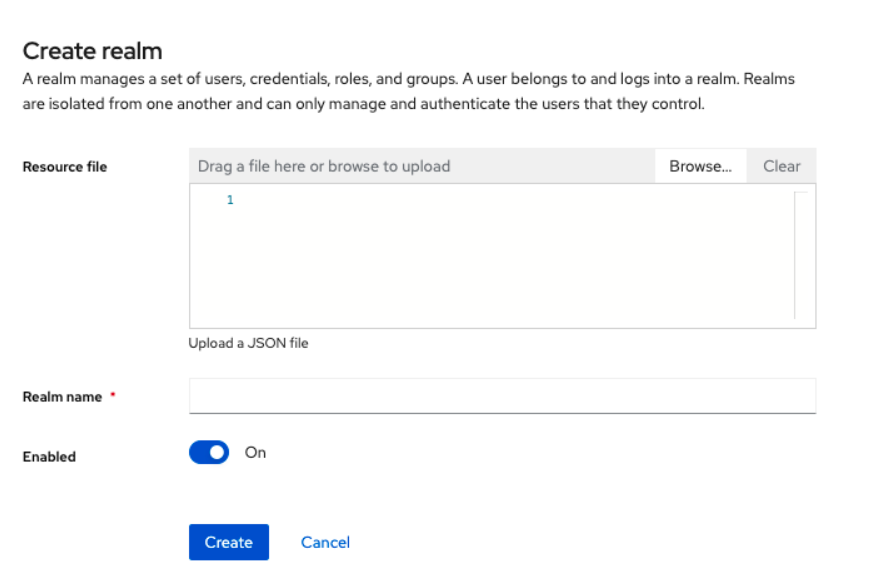 Create realm
A realm manages a set of users, credentials, roles, and groups. A user belongs to and logs into a realm. Realms
are isolated from one another and can only manage and authenticate the users that they control.
Resource file
Drag a file here or browse to upload
Browse...
Clear
1
Upload a JSON file
Realm name *
Enabled
On
Create
Cancel